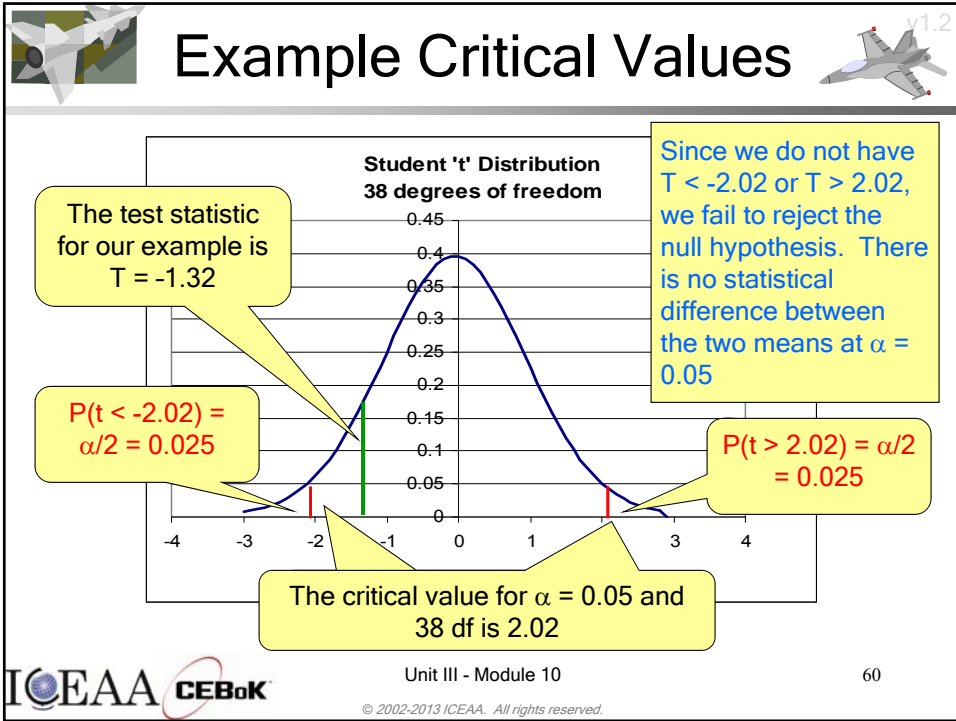 v1.2
Example Critical Values
Student 't' Distribution
38 degrees of freedom
The test statistic
for our example is
T = -1.32
Since we do not have
T < -2.02 or T > 2.02,
we fail to reject the
null hypothesis. There
is no statistical
difference between
the two means at α =
0.05
0.45
0.4
0.35
0.3
0.25
0.2
0.15
0.1
0.05
0
P(t < -2.02) =
α/2 = 0.025
P(t > 2.02) = α/2
= 0.025
-4 -3 -2 -1 0 1 3 4
The critical value for α = 0.05 and
38 df is 2.02
ICEAA CEBoK
Unit III - Module 10
60
© 2002-2013 ICEAA. All rights reserved.